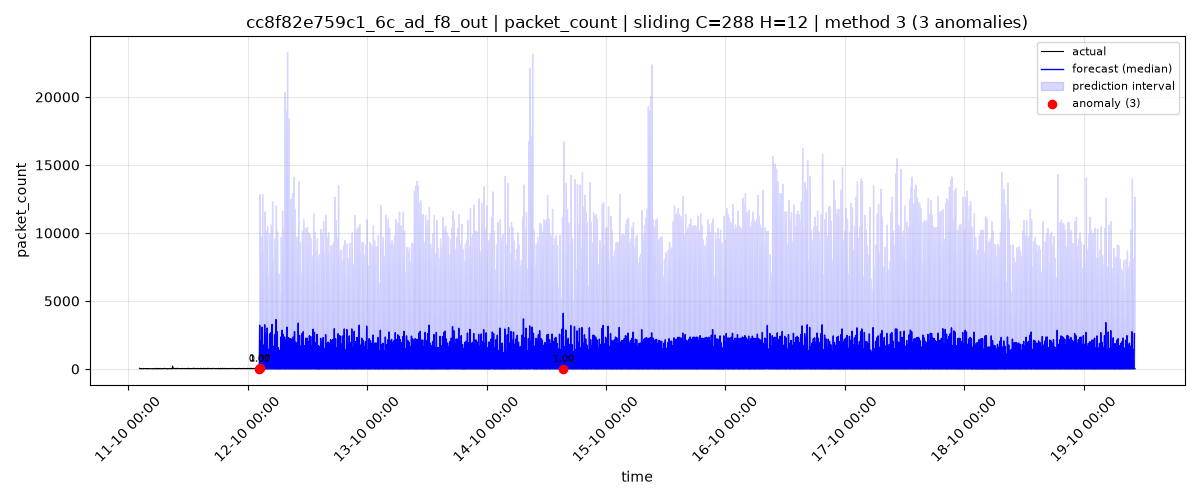 cc8f82e759c1_6c_ad_f8_out | packet_count | sliding C=288 H=12 | method 3 (3 anomalies)
actual
forecast (median)
prediction interval
anomaly (3)
packet_count
20000
15000
10000
5000
0
1.00
11-10 00:00
12-10 00:00
13-10 00:00
14-10 00:00
15-10 00:00
16-10 00:00
17-10 00:00
18-10 00:00
19-10 00:00
time